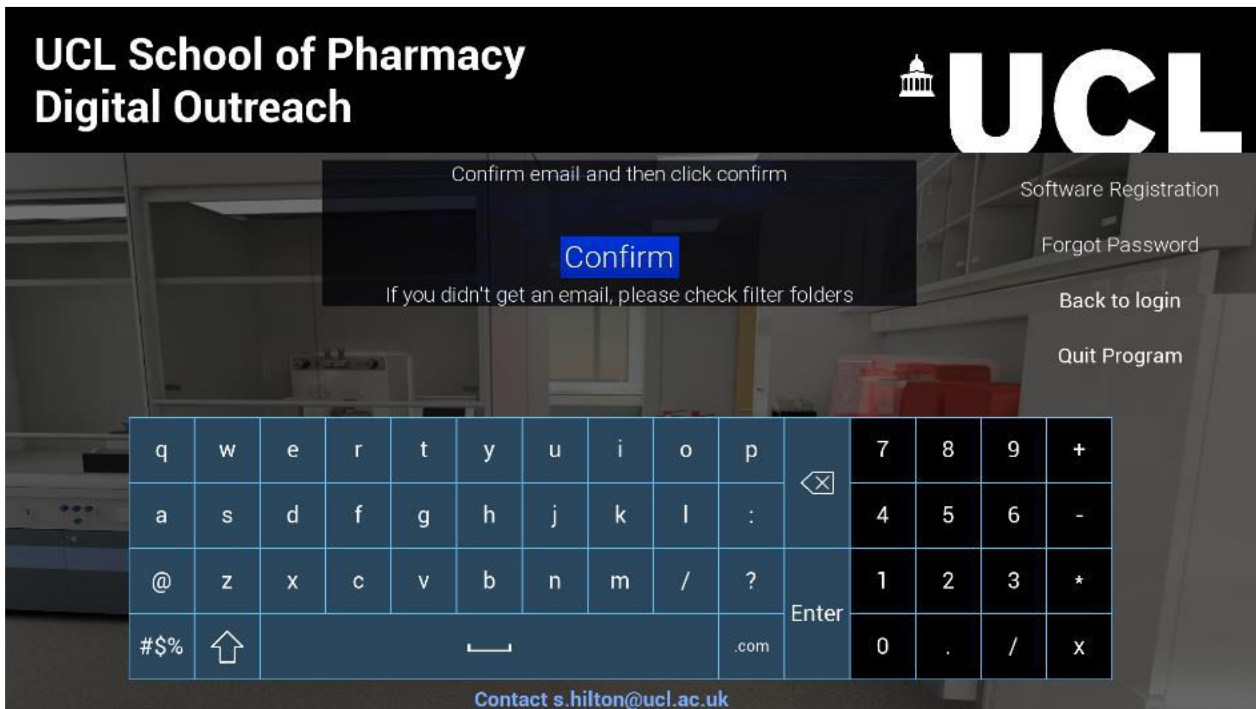 UCL School of Pharmacy
Digital Outreach
UCL
Confirm email and then click confirm
Confirm
If you didn't get an email, please check filter folders
Software Registration
Forgot Password
Back to login
Quit Program
q w e r t y u i o p 7 8 9 +
a s d f g h j k l : 4 5 6 -
@ z x c v b n m / ? Enter 1 2 3 *
#$% .com 0 . / x
Contact s.hilton@ucl.ac.uk